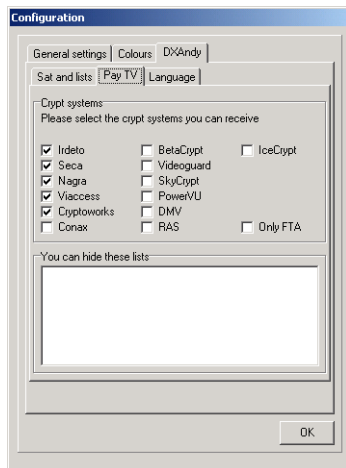 Configuration
General settings Colours DXAndy
Sat and lists Pay TV Language
Crypt systems
Please select the crypt systems you can receive
Irdeto BetaCrypt IceCrypt
Seca Videoguard
Nagra SkyCrypt
Viaccess PowerVU
Cryptoworks DMV
Conax RAS Only FTA
You can hide these lists
OK